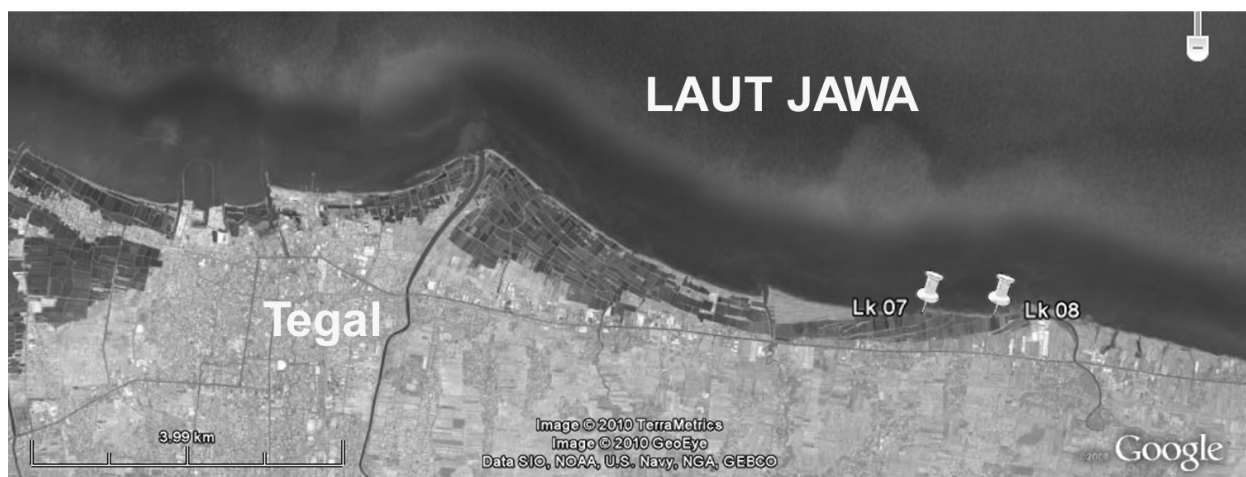 LAUT JAWA
Lk 07
Lk 08
Tegal
Image © 2010 TerraMetrics
Image © 2010 GeoEye
Data SIO, NOAA, U.S. Navy, NGA, GEBCO
3.99 km
Google